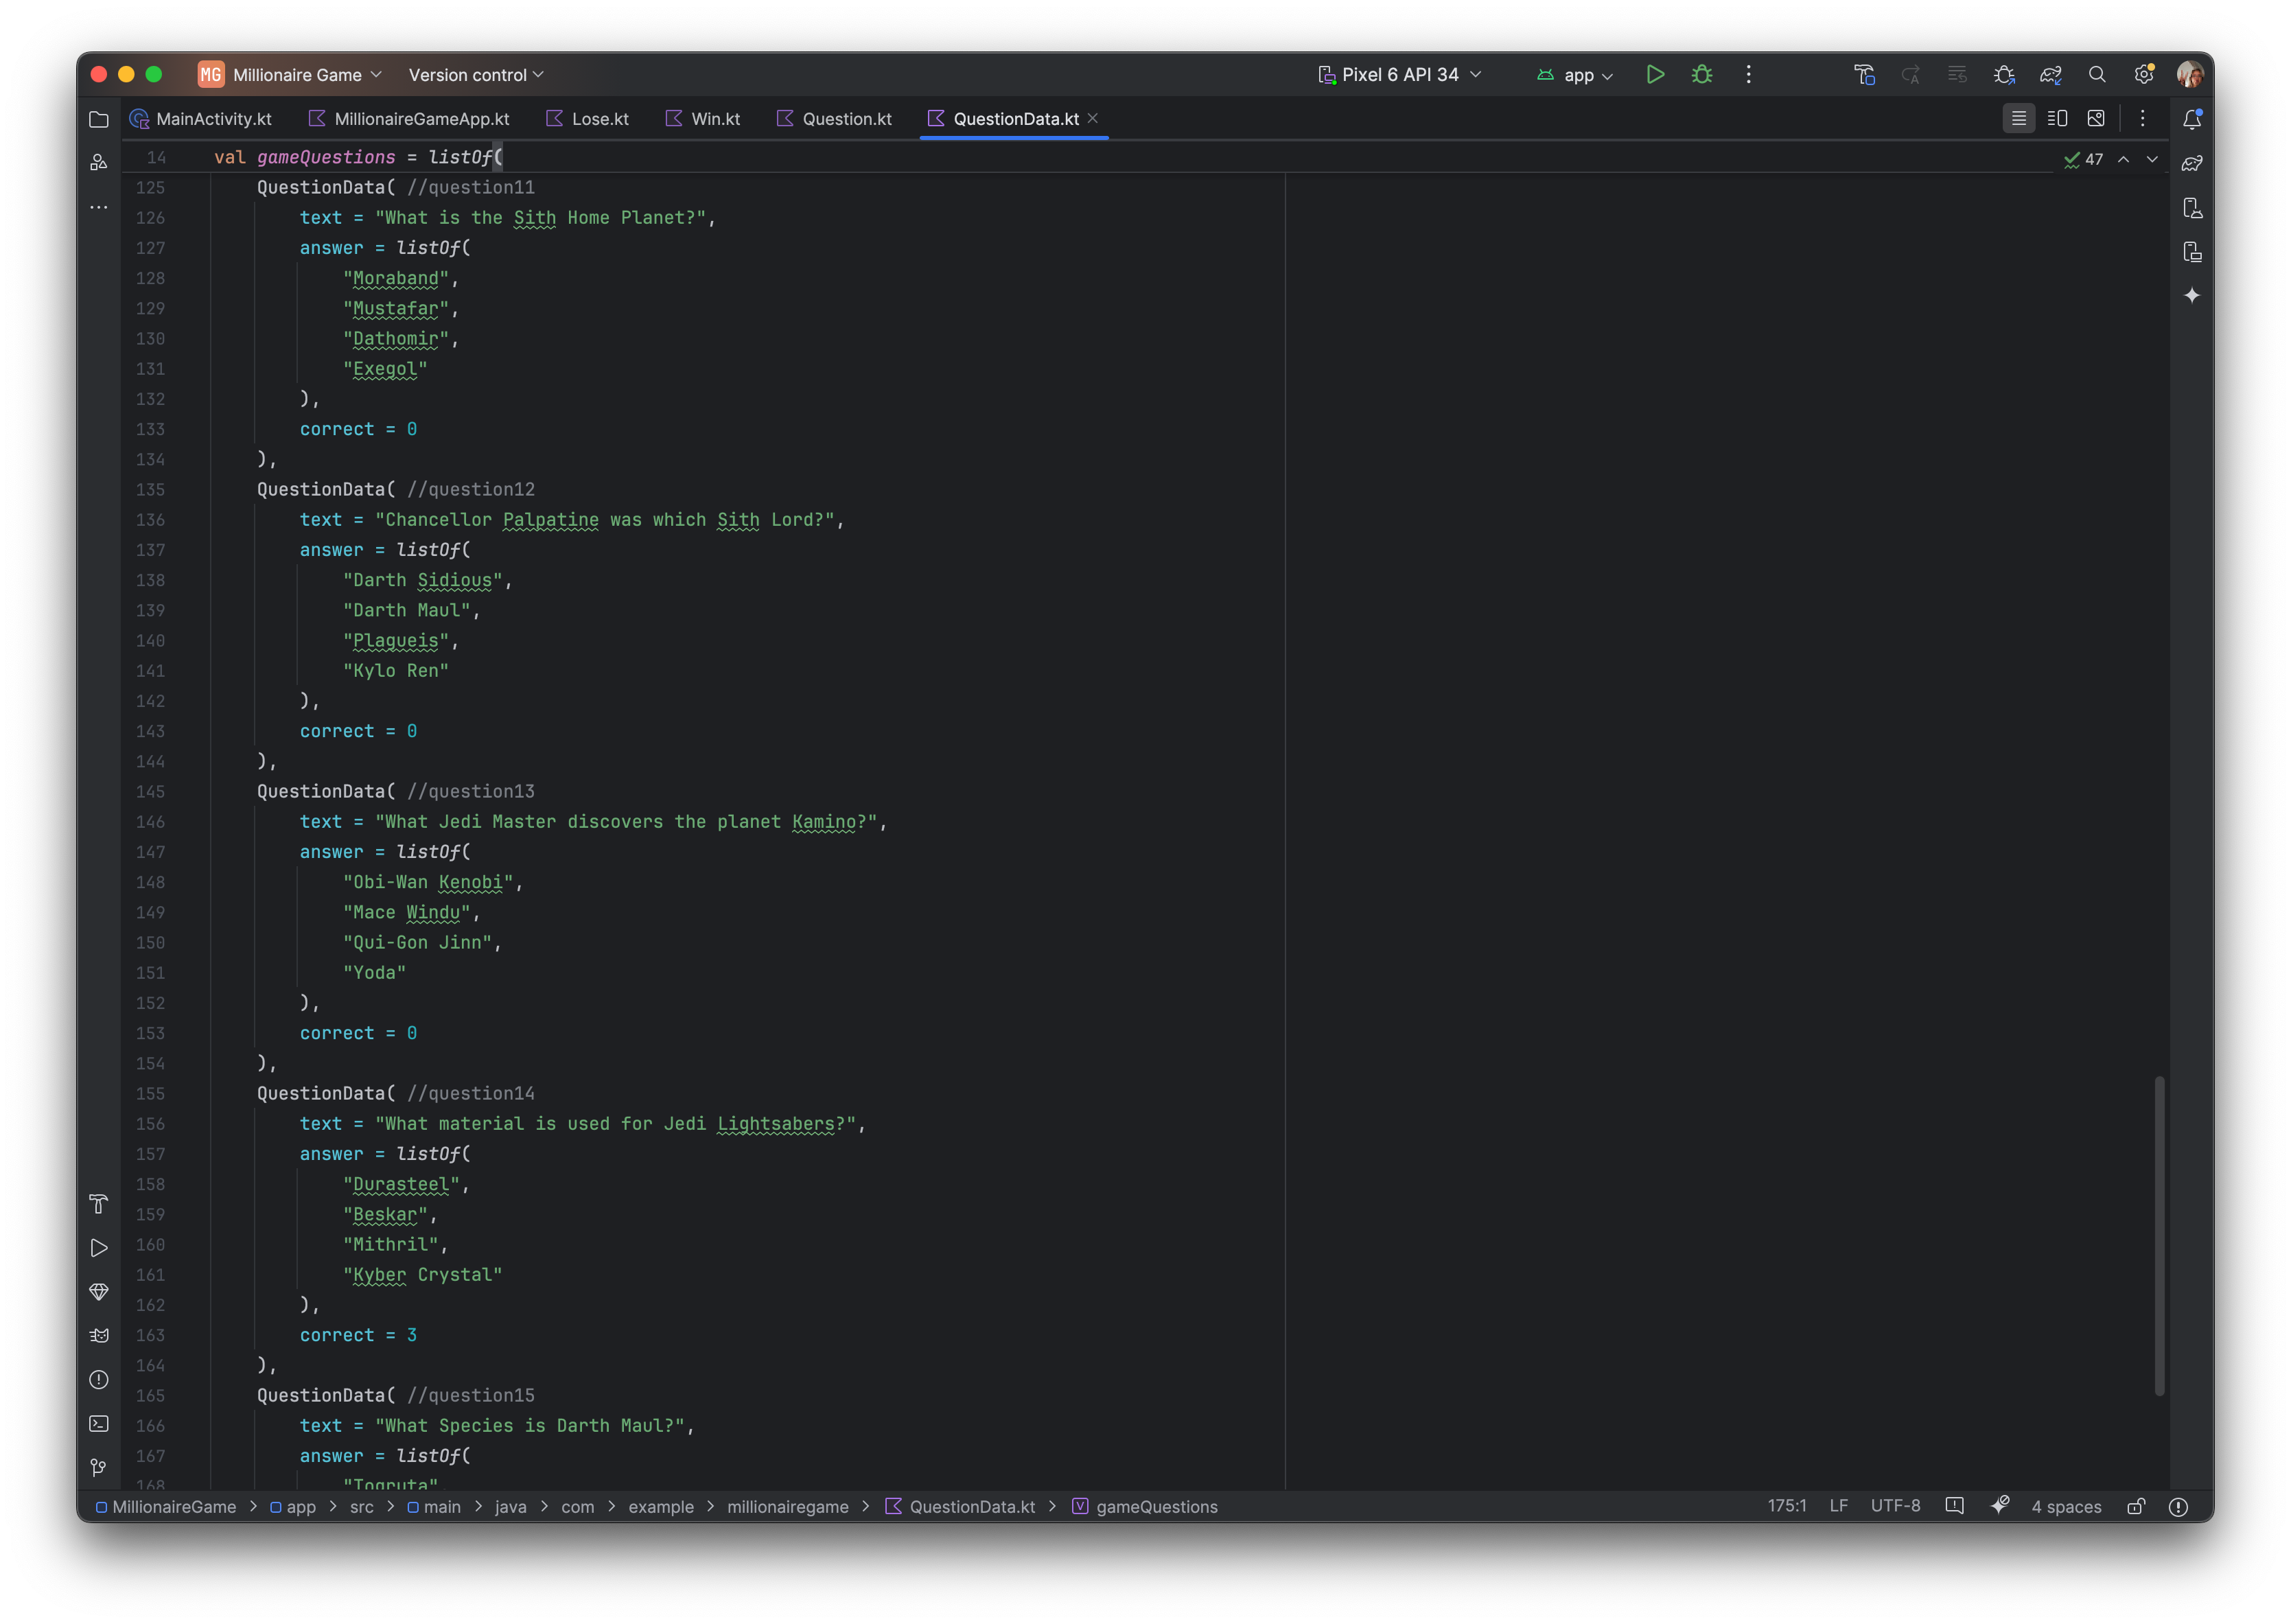 MG Millionaire Game Version control Pixel 6 API 34 app
MainActivity.kt MillionaireGameApp.kt Lose.kt Win.kt Question.kt QuestionData.kt
14 val gameQuestions = listOf( 47
125 QuestionData( //question11
126 text = "What is the Sith Home Planet?",
127 answer = listOf(
128 "Moraband",
129 "Mustafar",
130 "Dathomir",
131 "Exegol"
132 ),
133 correct = 0
134 ),
135 QuestionData( //question12
136 text = "Chancellor Palpatine was which Sith Lord?",
137 answer = listOf(
138 "Darth Sidious",
139 "Darth Maul",
140 "Plagueis",
141 "Kylo Ren"
142 ),
143 correct = 0
144 ),
145 QuestionData( //question13
146 text = "What Jedi Master discovers the planet Kamino?",
147 answer = listOf(
148 "Obi-Wan Kenobi",
149 "Mace Windu",
150 "Qui-Gon Jinn",
151 "Yoda"
152 ),
153 correct = 0
154 ),
155 QuestionData( //question14
156 text = "What material is used for Jedi Lightsabers?",
157 answer = listOf(
158 "Durasteel",
159 "Beskar",
160 "Mithril",
161 "Kyber Crystal"
162 ),
163 correct = 3
164 ),
165 QuestionData( //question15
166 text = "What Species is Darth Maul?",
167 answer = listOf(
168 "Togruta"
MillionaireGame > app > src > main > java > com > example > millionairegame > QuestionData.kt > gameQuestions 175:1 LF UTF-8 4 spaces